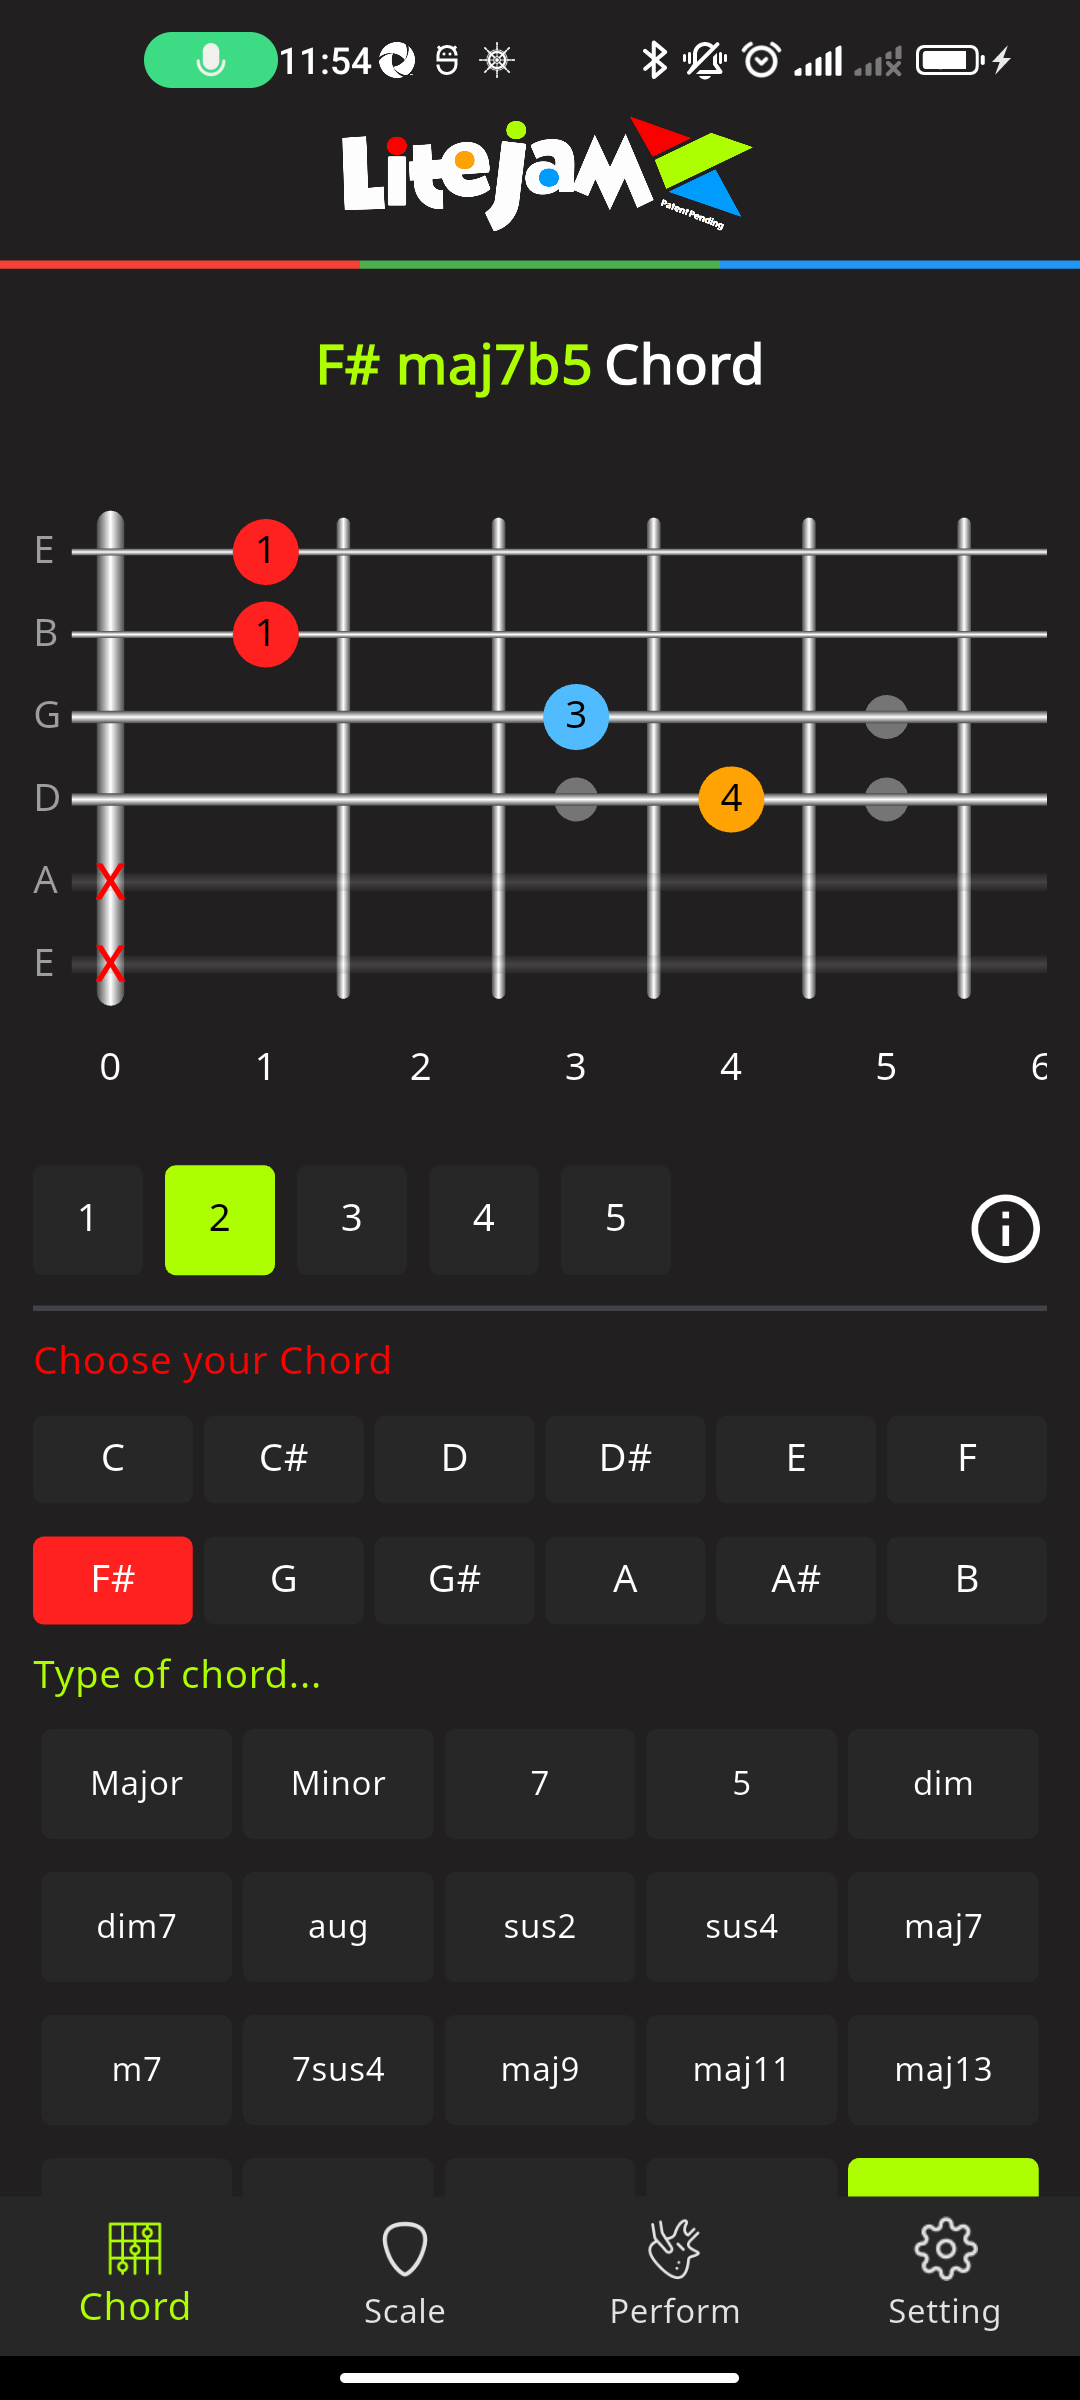 11:54
Litejam
Patent Pending
F# maj7b5 Chord
E 1
B 1
G 3
D 4
A X
E X
0 1 2 3 4 5 6
1 2 3 4 5
Choose your Chord
C C# D D# E F
F# G G# A A# B
Type of chord...
Major Minor 7 5 dim
dim7 aug sus2 sus4 maj7
m7 7sus4 maj9 maj11 maj13
Chord Scale Perform Setting